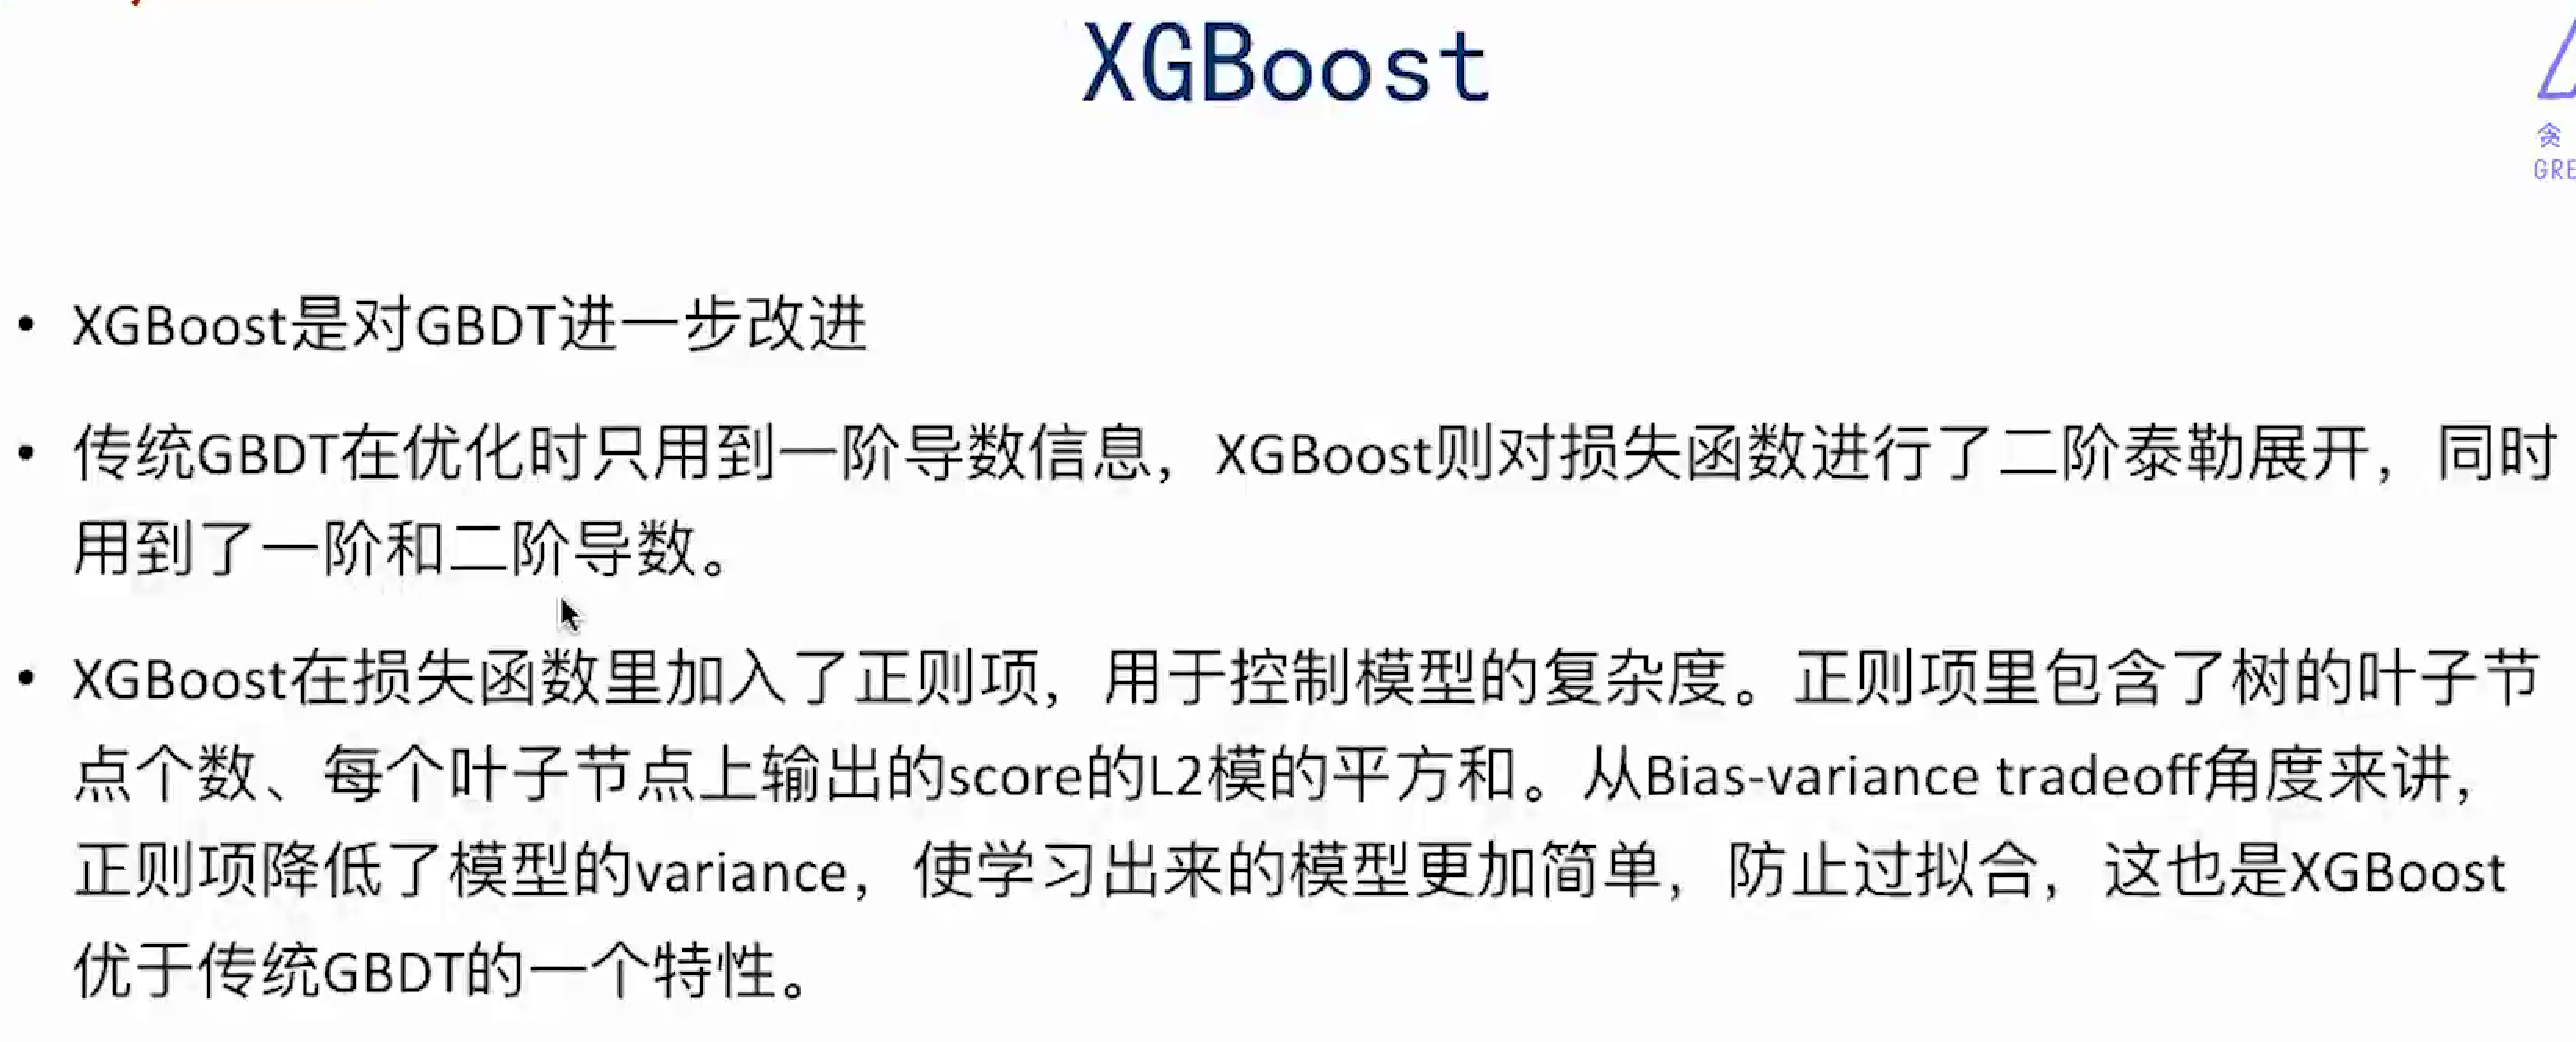 XGBoost
贪
GRE
• XGBoost是对GBDT进一步改进
• 传统GBDT在优化时只用到一阶导数信息，XGBoost则对损失函数进行了二阶泰勒展开，同时
用到了一阶和二阶导数。
• XGBoost在损失函数里加入了正则项，用于控制模型的复杂度。正则项里包含了树的叶子节
点个数、每个叶子节点上输出的score的L2模的平方和。从Bias-variance tradeoff角度来讲，
正则项降低了模型的variance，使学习出来的模型更加简单，防止过拟合，这也是XGBoost
优于传统GBDT的一个特性。